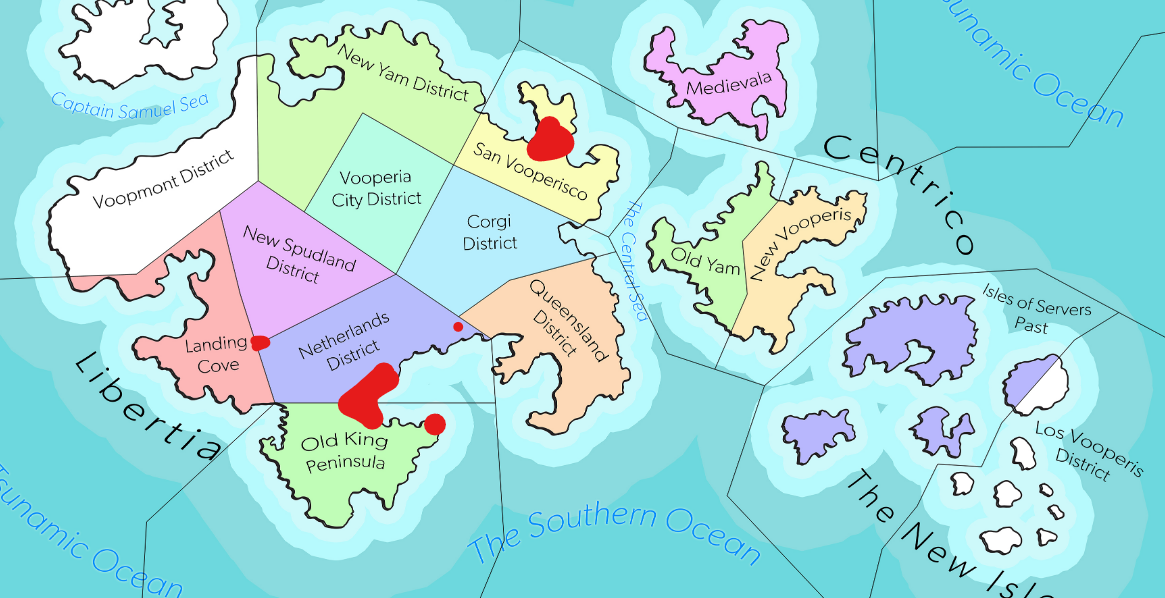 Captain Samuel Sea
New Yam District
Medievala
Tsunamic Ocean
Centrico
Voopmont District
Vooperia
City District
San Vooperisco
Corgi
District
The Central Sea
Old Yam
New Vooperis
New Spudland
District
Queensland
District
Isles of Servers
Past
Landing
Cove
Netherlands
District
Libertia
Old King
Peninsula
Los Vooperis
District
The New Isl
The Southern Ocean
Tsunamic Ocean